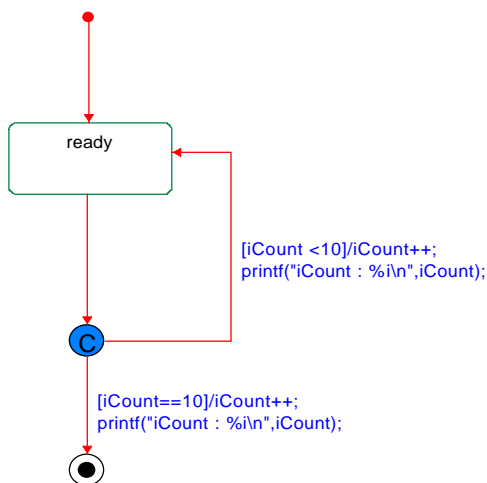 ready
[iCount <10]/iCount++;
printf("iCount : %i\n",iCount);
C
[iCount==10]/iCount++;
printf("iCount : %i\n",iCount);